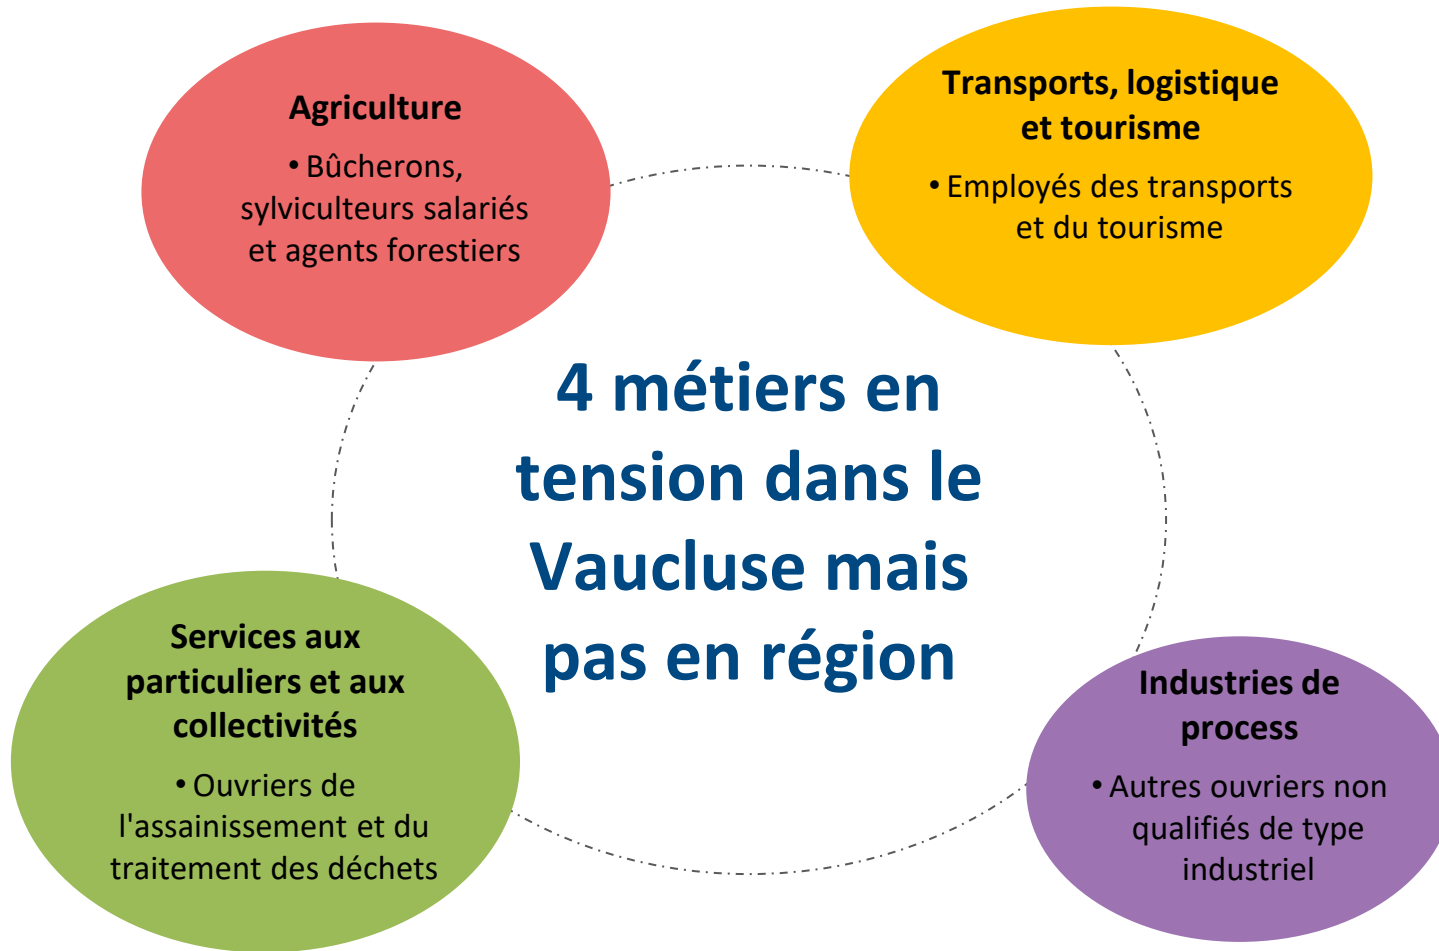 Agriculture
• Bûcherons,
sylviculteurs salariés
et agents forestiers
Transports, logistique
et tourisme
• Employés des transports
et du tourisme
4 métiers en
tension dans le
Vaucluse mais
pas en région
Services aux
particuliers et aux
collectivités
• Ouvriers de
l'assainissement et du
traitement des déchets
Industries de
process
• Autres ouvriers non
qualifiés de type
industriel